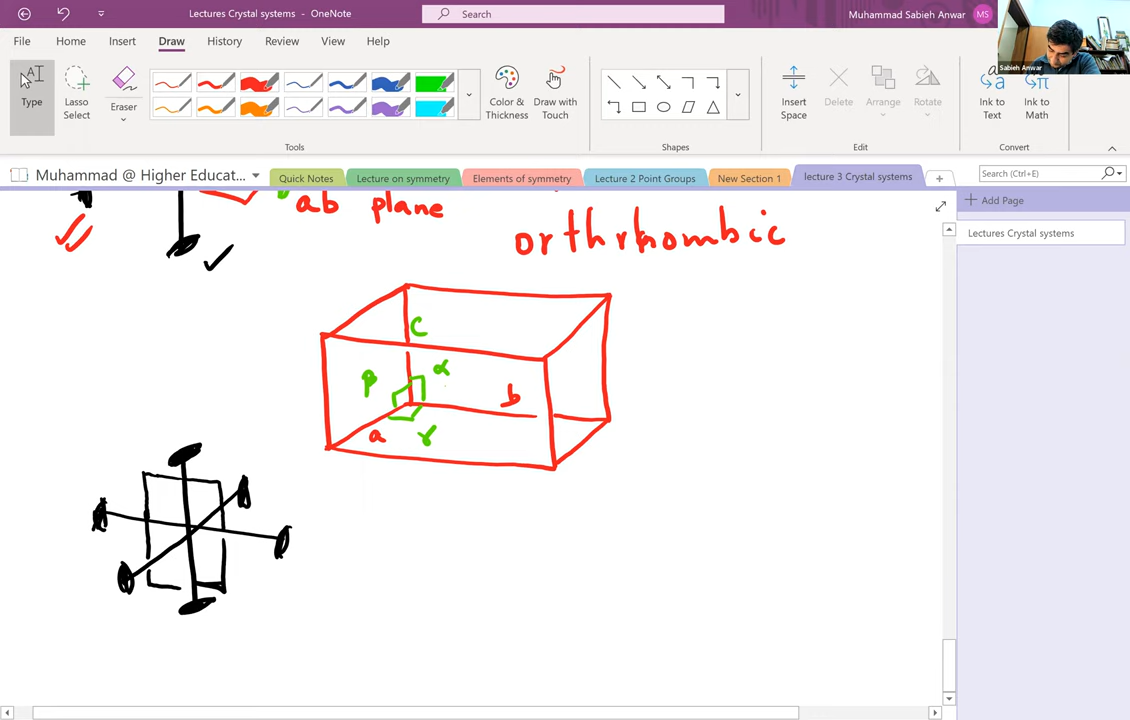 Lectures Crystal systems - OneNote
Search
Muhammad Sabieh Anwar
MS
Sabieh Anwar
File Home Insert Draw History Review View Help
Type
Lasso Select
Eraser
Color & Thickness
Draw with Touch
Insert Space
Delete
Arrange
Rotate
Ink to Text
Ink to Math
Tools
Shapes
Edit
Convert
Muhammad @ Higher Educat...
Quick Notes
Lecture on symmetry
Elements of symmetry
Lecture 2 Point Groups
New Section 1
lecture 3 Crystal systems
Search (Ctrl+E)
Add Page
Lectures Crystal systems
ab plane
orthrhombic
c
α
β
b
a
γ